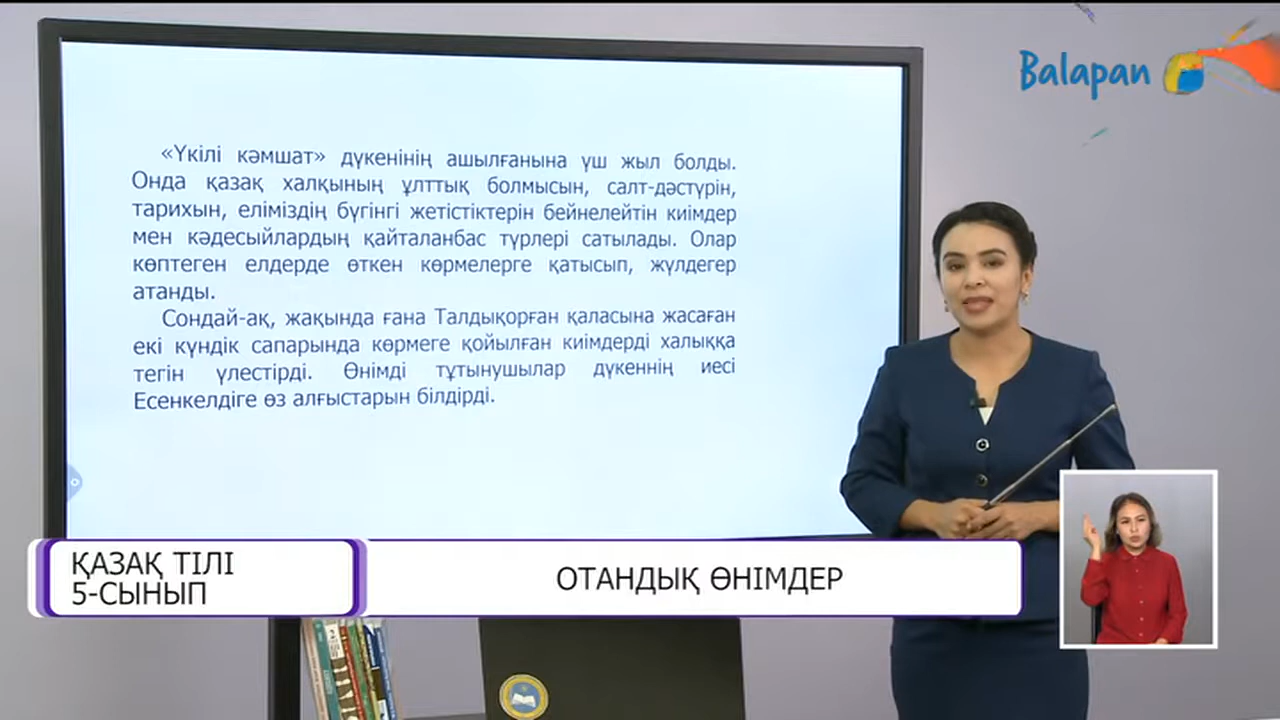 Balapan
«Үкілі кәмшат» дүкенінің ашылғанына үш жыл болды.
Онда қазақ халқының ұлттық болмысын, салт-дәстүрін,
тарихын, еліміздің бүгінгі жетістіктерін бейнелейтін киімдер
мен кәдесыйлардың қайталанбас түрлері сатылады. Олар
көптеген елдерде өткен көрмелерге қатысып, жүлдегер
атанды.
Сондай-ақ, жақында ғана Талдықорған қаласына жасаған
екі күндік сапарында көрмеге қойылған киімдерді халыққа
тегін үлестірді. Өнімді тұтынушылар дүкеннің иесі
Есенкелдіге өз алғыстарын білдірді.
ҚАЗАҚ ТІЛІ
5-СЫНЫП
ОТАНДЫҚ ӨНІМДЕР